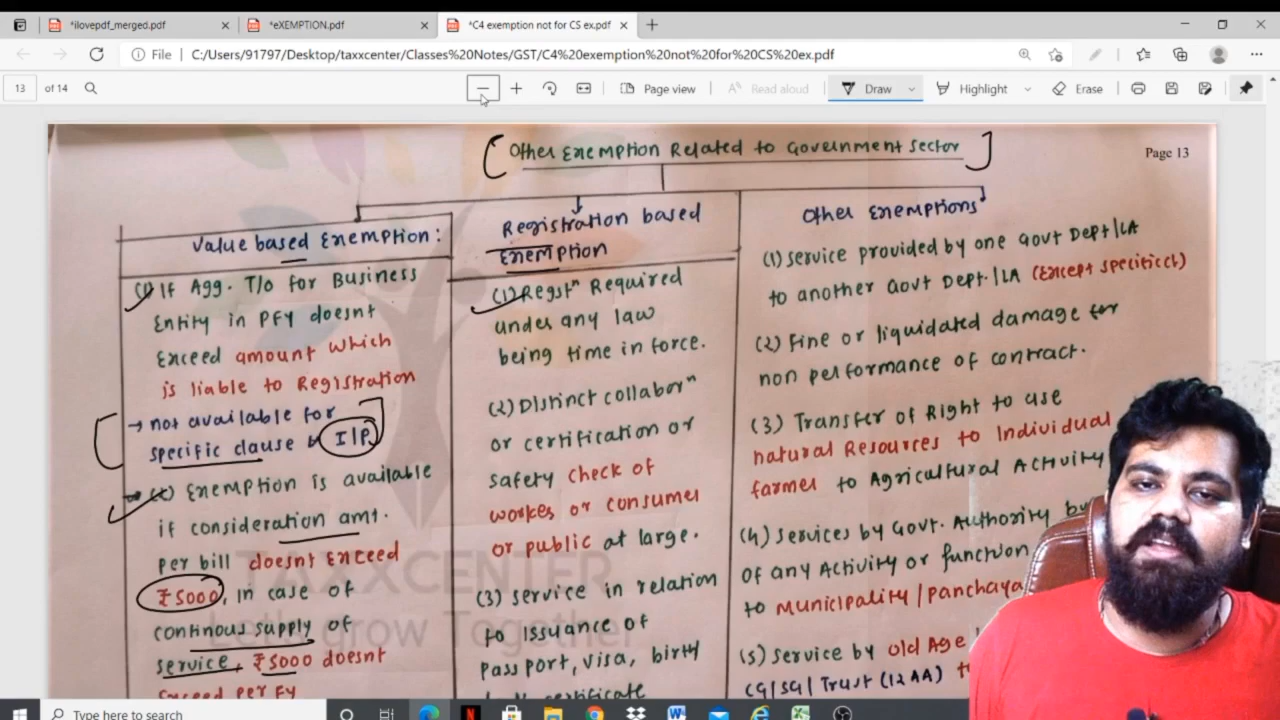 *ilovepdf_merged.pdf
*eXEMPTION.pdf
*C4 exemption not for CS ex.pdf
File
C:/Users/91797/Desktop/taxxcenter/Classes%20Notes/GST/C4%20exemption%20not%20for%20CS%20ex.pdf
13 of 14
Page view
Read aloud
Draw
Highlight
Erase
Other Exemption Related to Government Sector
Page 13
Value based Exemption:
(1) If Agg. T/o for Business
Entity in PFY doesnt
Exceed amount which
is liable to Registration
→ not available for
specific clause I/P
Exemption is available
if consideration amt.
per bill doesnt exceed
₹5000, in case of
continous supply of
service, ₹5000 doesnt
Exceed per FY
Registration based
Exemption
(1) Regstn Required
under any law
being time in force.
(2) Distinct collaborn
or certification or
safety check of
workes or consumer
or public at large.
(3) service in relation
to Issuance of
passport, visa, birth
certificate
Other Exemptions
(1) Service provided by one Govt Dept/LA
to another Govt Dept./LA (Except specific cl)
(2) Fine or liquidated damage for
non performance of contract.
(3) Transfer of Right to use
natural Resources to Individual
farmer to Agricultural Activity
(4) Services by Govt. Authority by
of any Activity or function
to Municipality/Panchaya
(5) Service by old Age
CG/SG/Trust (12AA)
TAXXCENTER
Let's grow Together
Type here to search